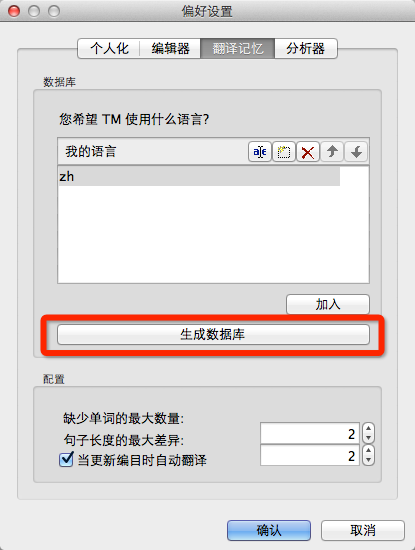 偏好设置
个人化 编辑器 翻译记忆 分析器
数据库
您希望 TM 使用什么语言?
我的语言
zh
加入
生成数据库
配置
缺少单词的最大数量:
2
句子长度的最大差异:
2
当更新编目时自动翻译
确认 取消